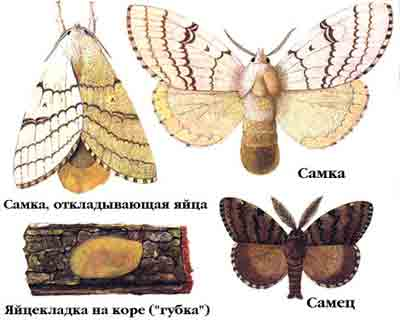 Самка
Самка, откладывающая яйца
Яйцекладка на коре ("губка")
Самец